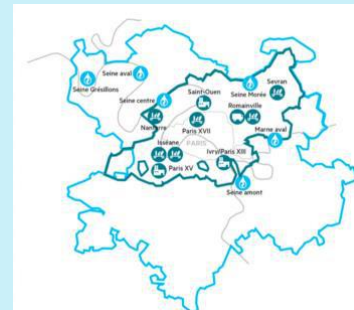 Seine aval
Seine Grésillons
Saint-Ouen
Seine Morée
Sevran
Seine centre
Romainville
Nanterre
Paris XVII
Marne aval
Isséane
PARIS
Ivry/Paris XIII
Paris XV
Seine amont